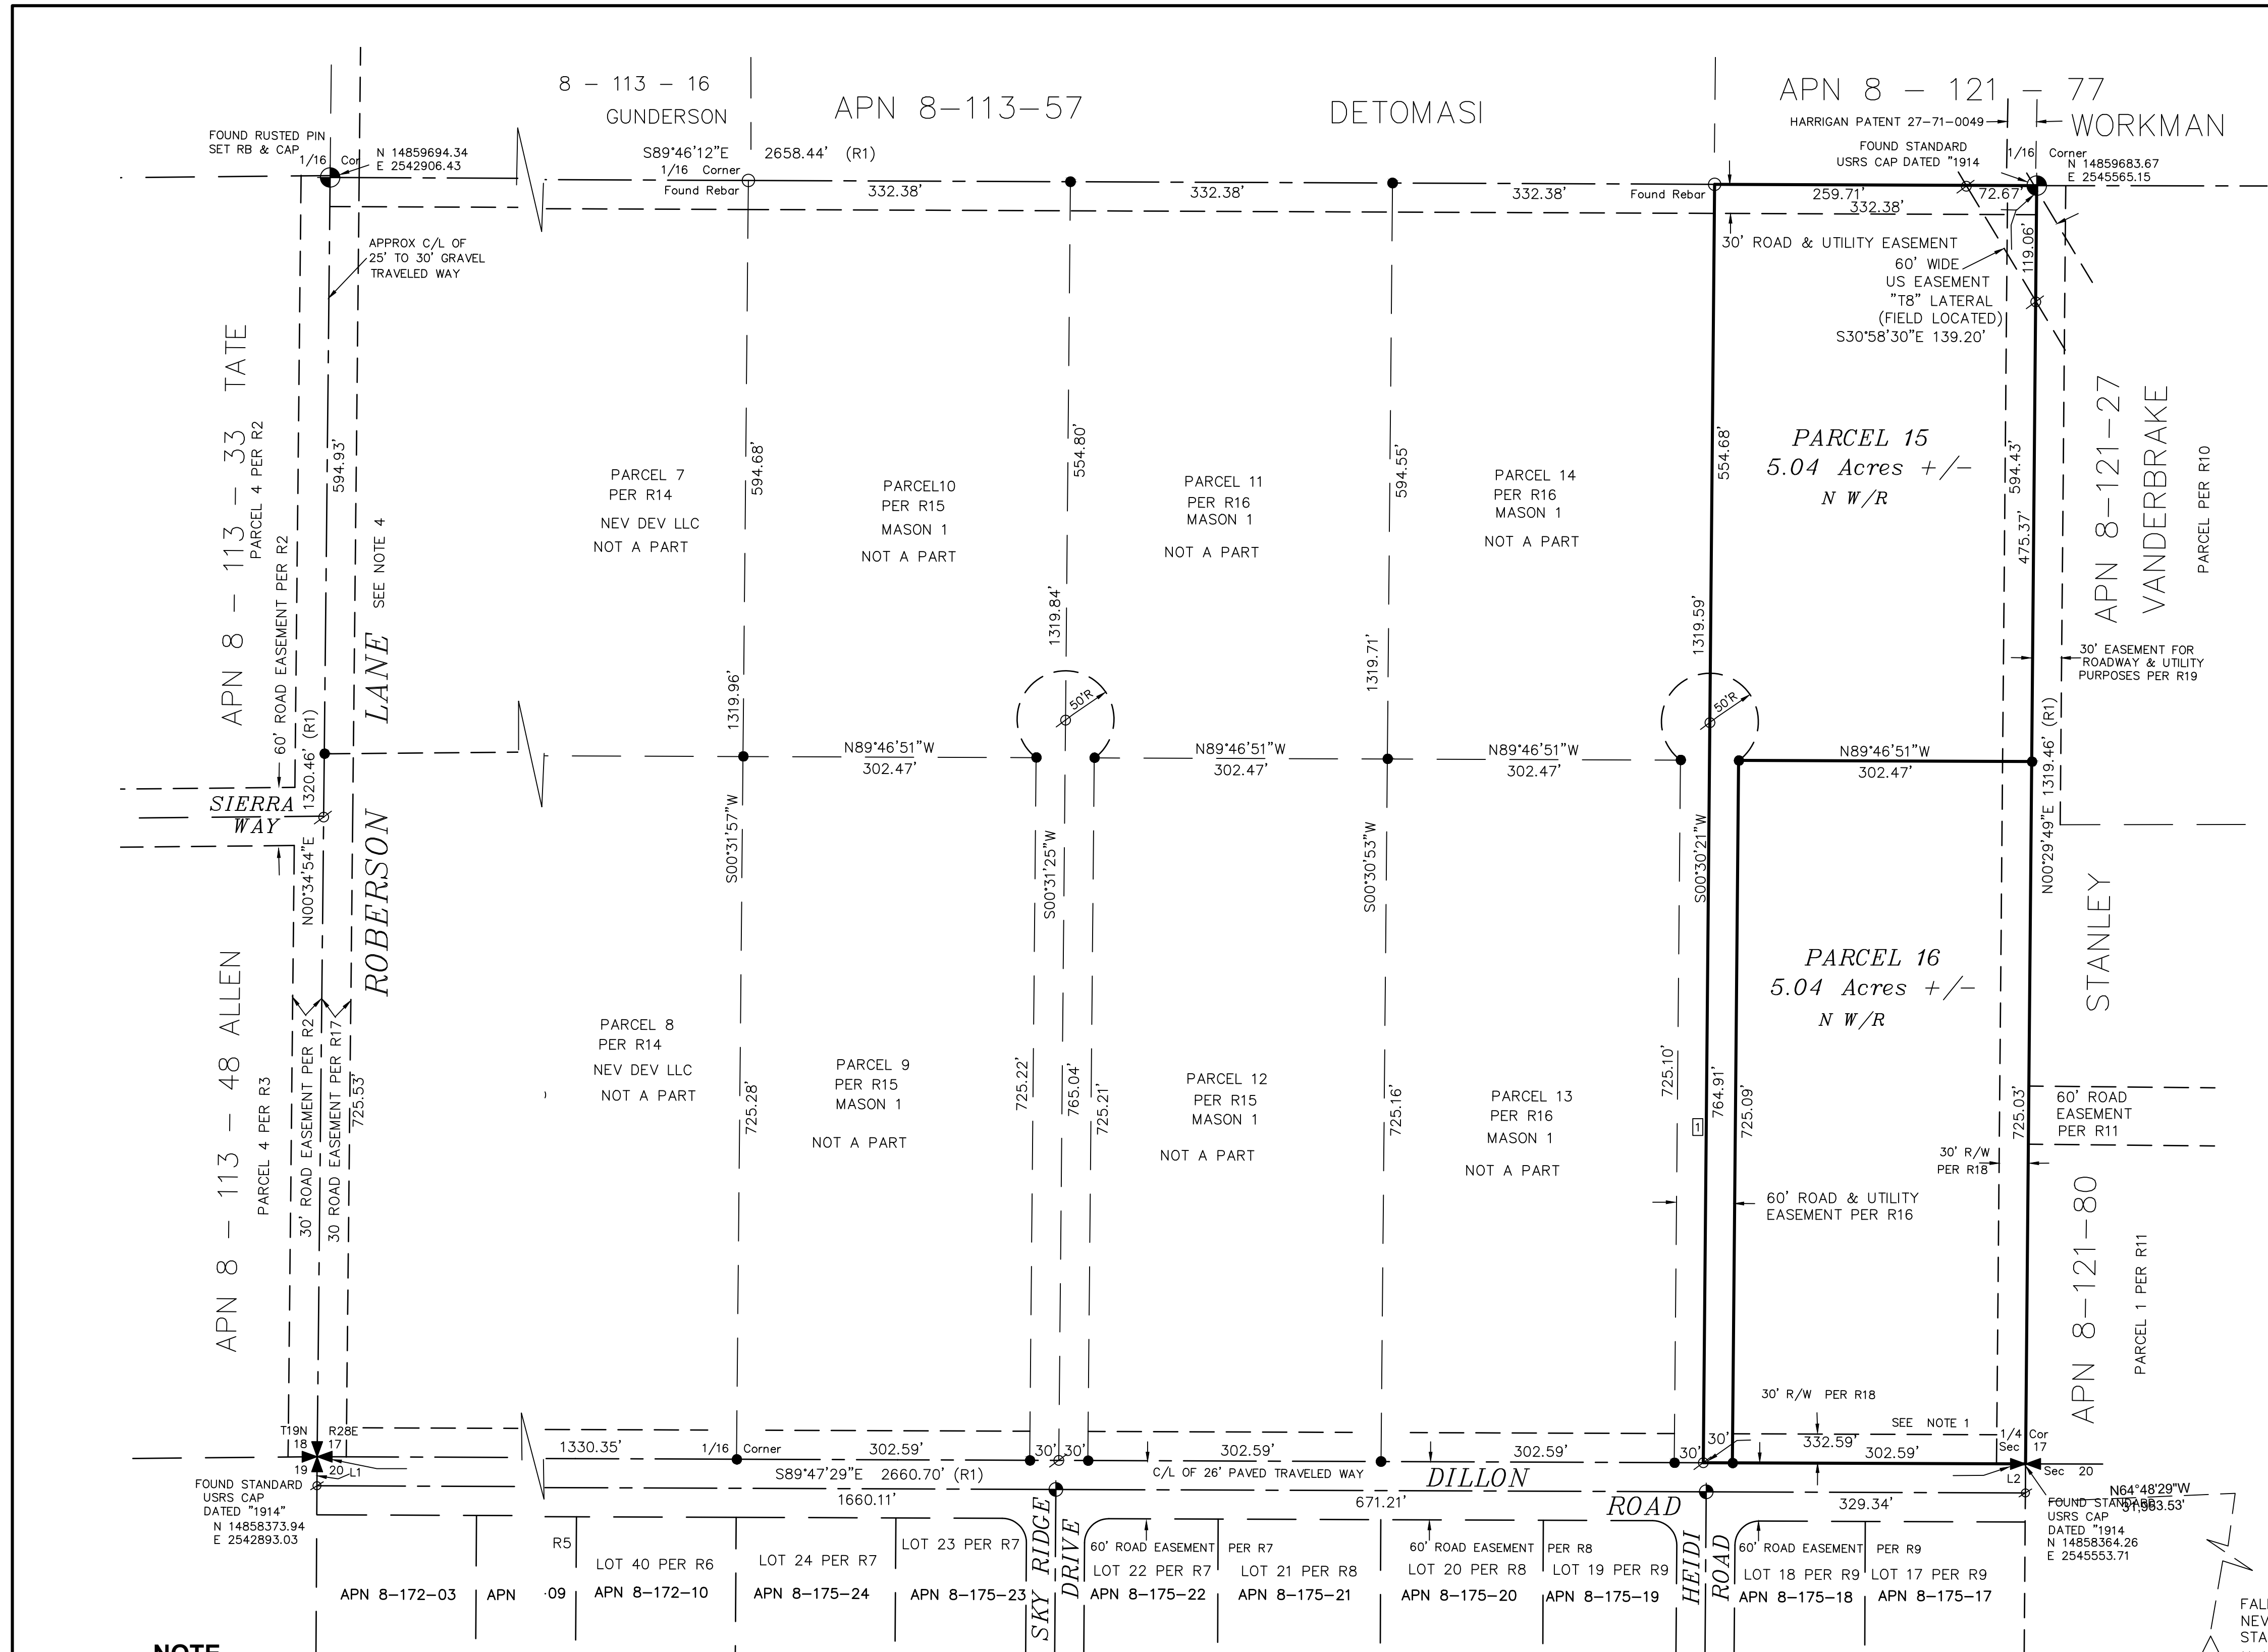 8 - 113 - 16
GUNDERSON
APN 8-113-57
DETOMASI
APN 8 - 121 - 77
WORKMAN
HARRIGAN PATENT 27-71-0049
FOUND RUSTED PIN
SET RB & CAP
1/16 Cor
N 14859694.34
E 2542906.43
S89°46'12"E 2658.44' (R1)
1/16 Corner
Found Rebar
332.38'
332.38'
332.38'
Found Rebar
FOUND STANDARD
USRS CAP DATED "1914
1/16 Corner
N 14859683.67
E 2545565.15
259.71'
72.67'
332.38'
30' ROAD & UTILITY EASEMENT
119.06'
60' WIDE
US EASEMENT
"T8" LATERAL
(FIELD LOCATED)
S30°58'30"E 139.20'
APPROX C/L OF
25' TO 30' GRAVEL
TRAVELED WAY
APN 8 - 113 - 33 TATE
PARCEL 4 PER R2
60' ROAD EASEMENT PER R2
594.93'
SEE NOTE 4
ROBERSON LANE
1320.46' (R1)
N00°34'54"E
SIERRA
WAY
PARCEL 7
PER R14
NEV DEV LLC
NOT A PART
594.68'
1319.96'
S00°31'57"W
PARCEL10
PER R15
MASON 1
NOT A PART
554.80'
1319.84'
S00°31'25"W
PARCEL 11
PER R16
MASON 1
NOT A PART
594.55'
1319.71'
S00°30'53"W
PARCEL 14
PER R16
MASON 1
NOT A PART
554.68'
1319.59'
S00°30'21"W
PARCEL 15
5.04 Acres +/-
N W/R
594.43'
475.37'
APN 8-121-27
VANDERBRAKE
PARCEL PER R10
30' EASEMENT FOR
ROADWAY & UTILITY
PURPOSES PER R19
N00°29'49"E 1319.46' (R1)
50'R
50'R
N89°46'51"W
302.47'
N89°46'51"W
302.47'
N89°46'51"W
302.47'
N89°46'51"W
302.47'
STANLEY
APN 8 - 113 - 48 ALLEN
PARCEL 4 PER R3
30' ROAD EASEMENT PER R2
30 ROAD EASEMENT PER R17
725.53'
PARCEL 8
PER R14
NEV DEV LLC
NOT A PART
725.28'
PARCEL 9
PER R15
MASON 1
NOT A PART
725.22'
765.04'
725.21'
PARCEL 12
PER R15
MASON 1
NOT A PART
725.16'
PARCEL 13
PER R16
MASON 1
NOT A PART
725.10'
1
764.91'
725.09'
PARCEL 16
5.04 Acres +/-
N W/R
60' ROAD & UTILITY
EASEMENT PER R16
30' R/W
PER R18
725.03'
60' ROAD
EASEMENT
PER R11
APN 8-121-80
PARCEL 1 PER R11
30' R/W PER R18
SEE NOTE 1
T19N R28E
18 17
19 20
L1
1330.35'
1/16 Corner
302.59'
30' 30'
302.59'
302.59'
30'
30'
332.59'
302.59'
1/4 Cor
Sec 17
Sec 20
L2
S89°47'29"E 2660.70' (R1)
C/L OF 26' PAVED TRAVELED WAY
DILLON
ROAD
1660.11'
671.21'
329.34'
FOUND STANDARD
USRS CAP
DATED "1914"
N 14858373.94
E 2542893.03
N64°48'29"W
31,953.53'
FOUND STANDARD
USRS CAP
DATED "1914
N 14858364.26
E 2545553.71
R5
LOT 40 PER R6
LOT 24 PER R7
LOT 23 PER R7
SKY RIDGE
DRIVE
60' ROAD EASEMENT PER R7
LOT 22 PER R7
LOT 21 PER R8
60' ROAD EASEMENT PER R8
LOT 20 PER R8
LOT 19 PER R9
HEIDI
ROAD
60' ROAD EASEMENT PER R9
LOT 18 PER R9
LOT 17 PER R9
APN 8-172-03
APN -09
APN 8-172-10
APN 8-175-24
APN 8-175-23
APN 8-175-22
APN 8-175-21
APN 8-175-20
APN 8-175-19
APN 8-175-18
APN 8-175-17
NOTE